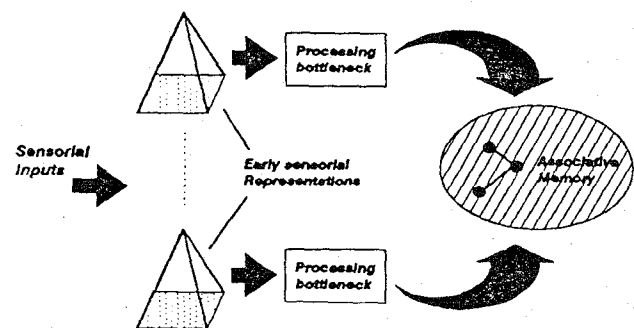 Processing
bottleneck
Sensorial
Inputs
Early sensorial
Representations
Associative
Memory
Processing
bottleneck